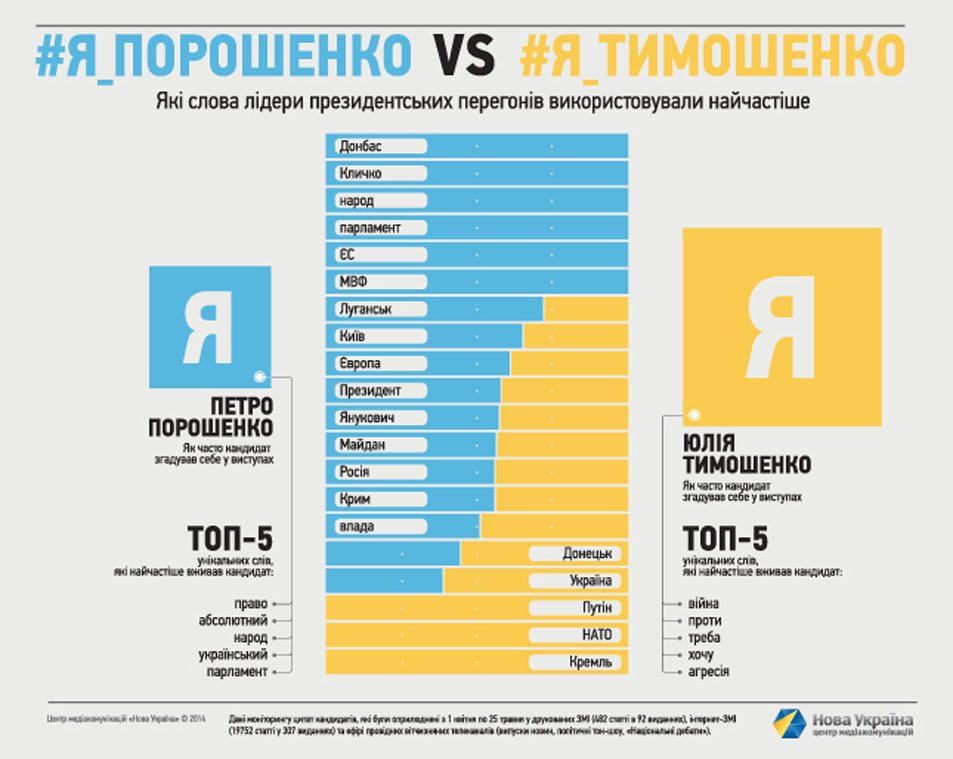 #Я_ПОРОШЕНКО VS #Я_ТИМОШЕНКО
Які слова лідери президентських перегонів використовували найчастіше
Донбас
Кличко
народ
парламент
ЄС
МВФ
Луганськ
Київ
Європа
Президент
Янукович
Майдан
Росія
Крим
влада
Донецьк
Україна
Путін
НАТО
Кремль
Я
ПЕТРО
ПОРОШЕНКО
Як часто кандидат
згадував себе у виступах
ТОП-5
унікальних слів,
які найчастіше вживав кандидат:
право
абсолютний
народ
український
парламент
Я
ЮЛІЯ
ТИМОШЕНКО
Як часто кандидат
згадував себе у виступах
ТОП-5
унікальних слів,
які найчастіше вживав кандидат:
війна
проти
треба
хочу
агресія
Центр медіакомунікацій «Нова Україна» © 2014
Дані моніторингу цитат кандидатів, які були оприлюднені з 1 квітня по 25 травня у друкованих ЗМІ (482 статті в 92 виданнях), інтернет-ЗМІ
(19752 статті у 307 виданнях) та ефірі провідних вітчизняних телеканалів (випуски новин, політичні ток-шоу, «Національні дебати»).
Нова Україна
центр медіакомунікацій